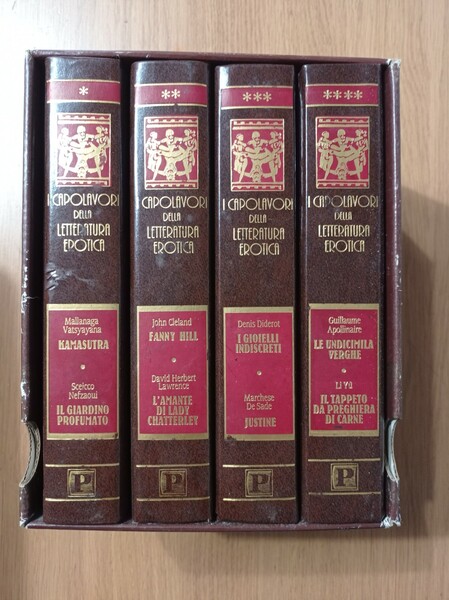 *
I CAPOLAVORI
DELLA
LETTERATURA
EROTICA
Mallanaga
Vatsyayana
KAMASUTRA
Sceicco
Nefzaoui
IL GIARDINO
PROFUMATO
P
**
I CAPOLAVORI
DELLA
LETTERATURA
EROTICA
John Cleland
FANNY HILL
David Herbert
Lawrence
L'AMANTE
DI LADY
CHATTERLEY
P
***
I CAPOLAVORI
DELLA
LETTERATURA
EROTICA
Denis Diderot
I GIOIELLI
INDISCRETI
Marchese
De Sade
JUSTINE
P
****
I CAPOLAVORI
DELLA
LETTERATURA
EROTICA
Guillaume
Apollinaire
LE UNDICIMILA
VERGHE
Li Yü
IL TAPPETO
DA PREGHIERA
DI CARNE
P